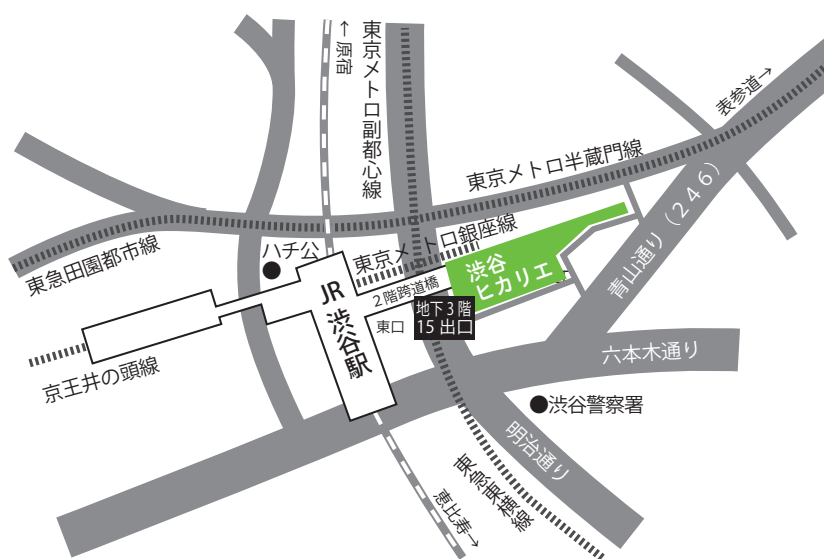 ←原宿
東京メトロ副都心線
表参道→
東京メトロ半蔵門線
東急田園都市線
ハチ公
東京メトロ銀座線
渋谷
ヒカリエ
青山通り(246)
JR渋谷駅
2階跨道橋
地下3階
15出口
東口
京王井の頭線
六本木通り
渋谷警察署
明治通り
東急東横線
恵比寿→